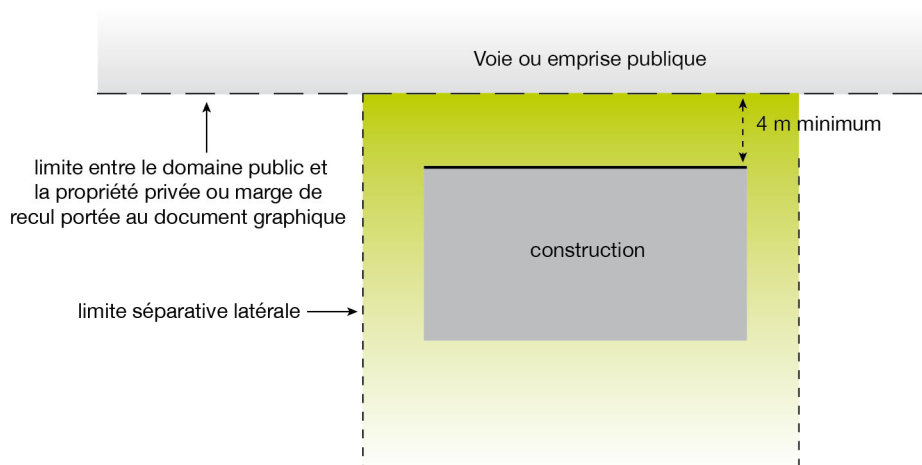 Voie ou emprise publique
4 m minimum
limite entre le domaine public et
la propriété privée ou marge de
recul portée au document graphique
construction
limite séparative latérale